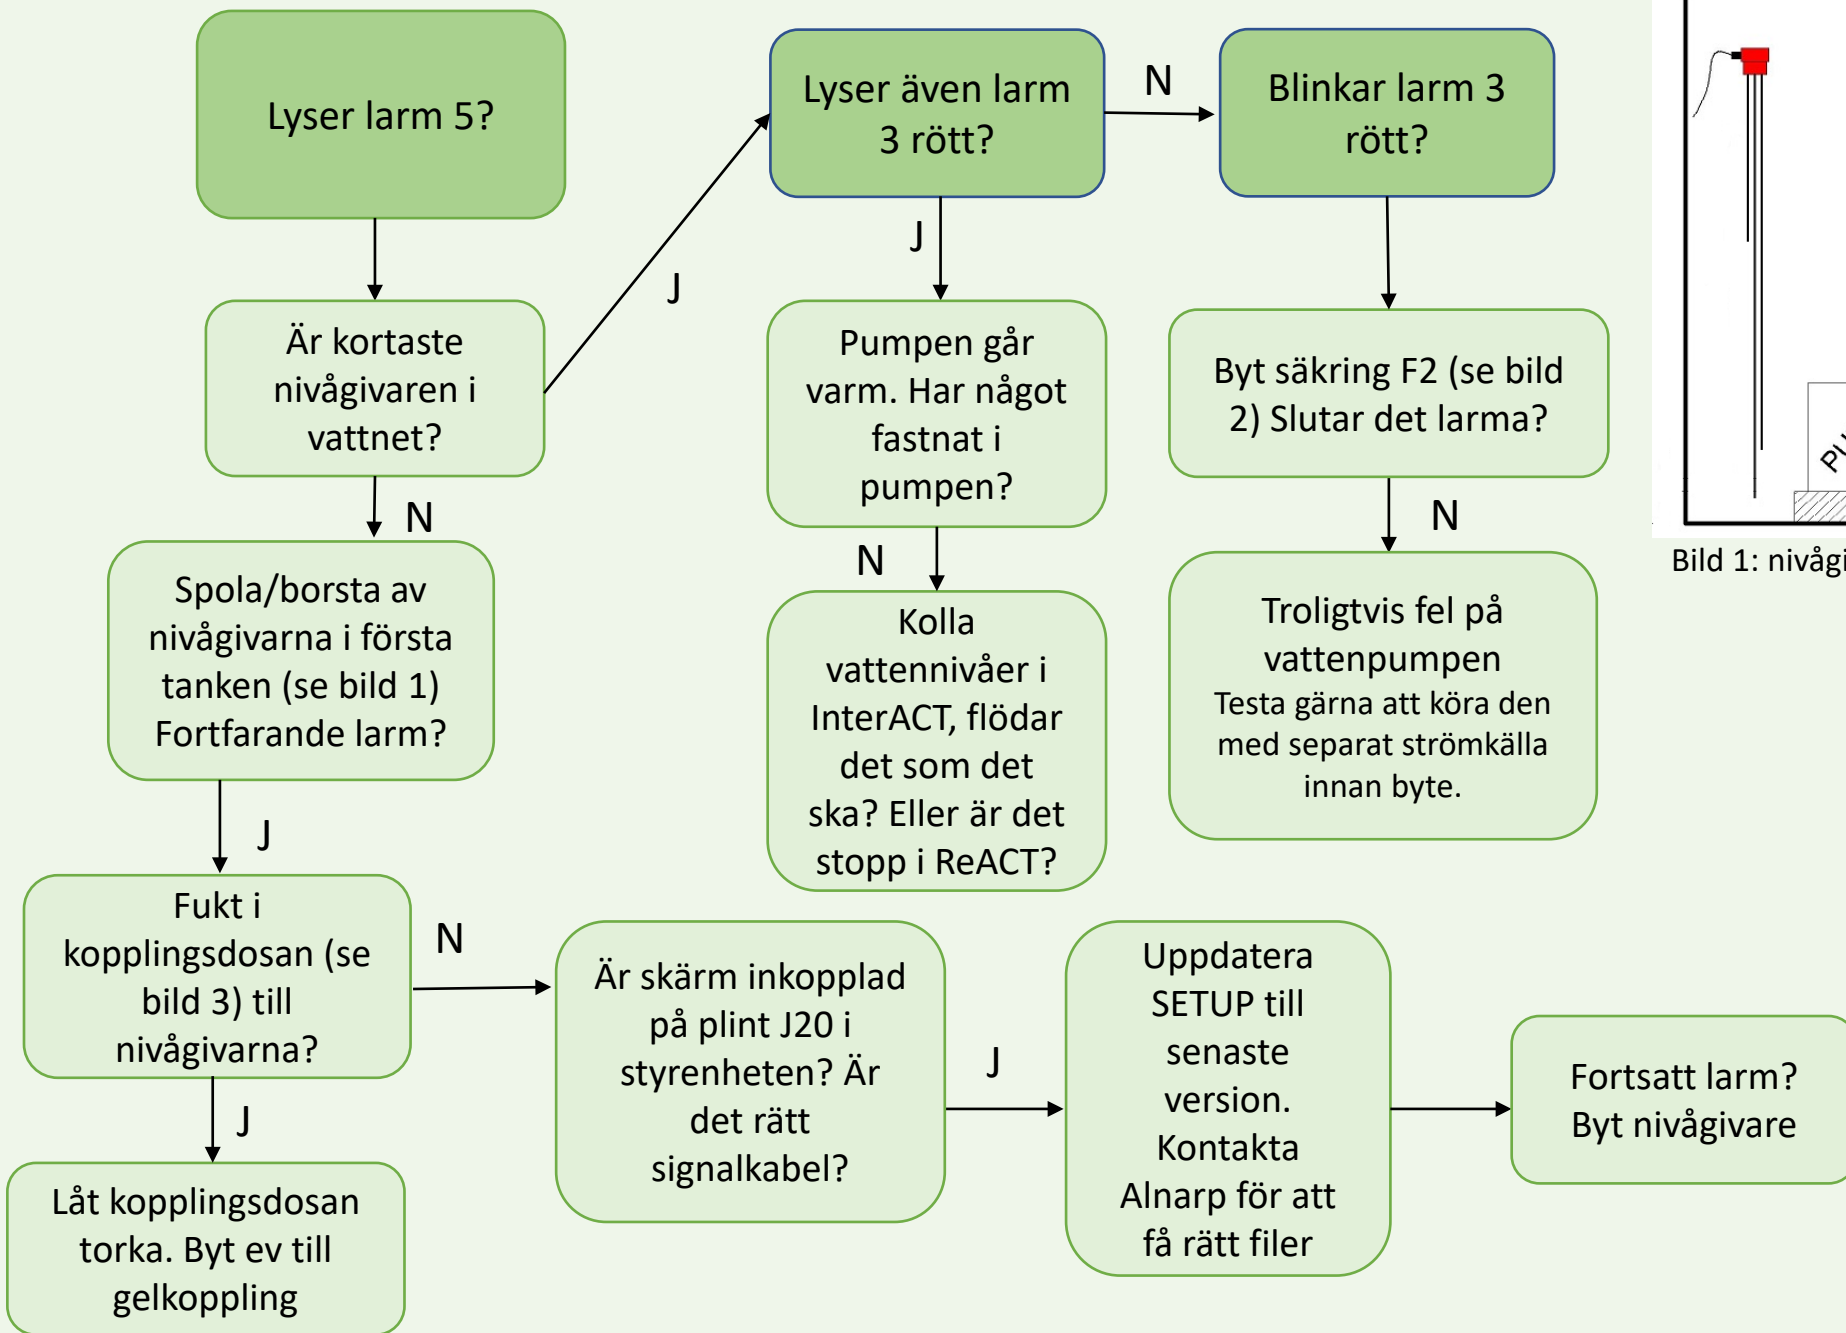 Lyser larm 5?
Lyser även larm
3 rött?
N
Blinkar larm 3
rött?
J
J
Är kortaste
nivågivaren i
vattnet?
Pumpen går
varm. Har något
fastnat i
pumpen?
Byt säkring F2 (se bild
2) Slutar det larma?
N
N
N
Spola/borsta av
nivågivarna i första
tanken (se bild 1)
Fortfarande larm?
Kolla
vattennivåer i
InterACT, flödar
det som det
ska? Eller är det
stopp i ReACT?
Troligtvis fel på
vattenpumpen
Testa gärna att köra den
med separat strömkälla
innan byte.
Bild 1:
J
Fukt i
kopplingsdosan (se
bild 3) till
nivågivarna?
N
Är skärm inkopplad
på plint J20 i
styrenheten? Är
det rätt
signalkabel?
J
Uppdatera
SETUP till
senaste
version.
Kontakta
Alnarp för att
få rätt filer
Fortsatt larm?
Byt nivågivare
J
Låt kopplingsdosan
torka. Byt ev till
gelkoppling